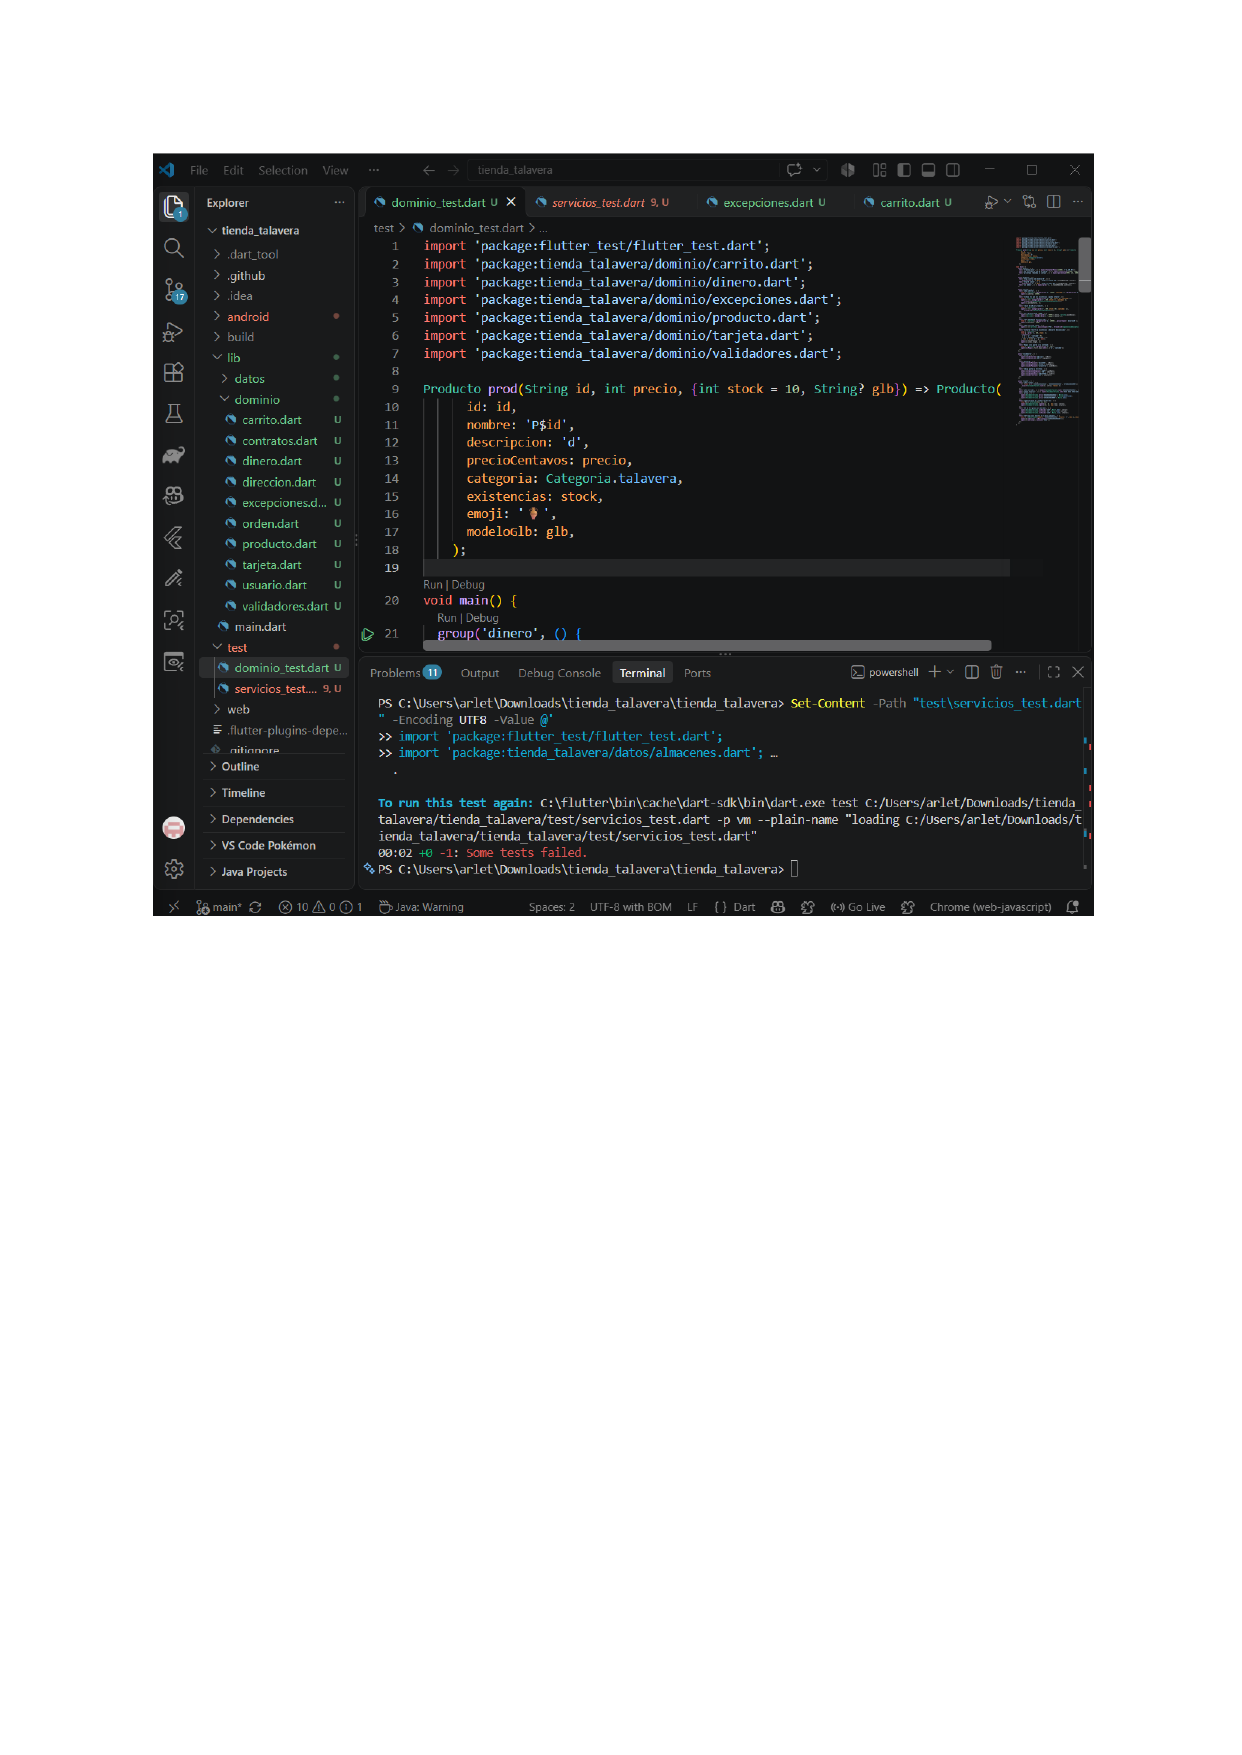 File Edit Selection View ··· tienda_talavera
Explorer ···
tienda_talavera
.dart_tool
.github
.idea
android
build
lib
datos
dominio
carrito.dart U
contratos.dart U
dinero.dart U
direccion.dart U
excepciones.d... U
orden.dart U
producto.dart U
tarjeta.dart U
usuario.dart U
validadores.dart U
main.dart
test
dominio_test.dart U
servicios_test.... 9, U
web
.flutter-plugins-depe...
.gitignore
Outline
Timeline
Dependencies
VS Code Pokémon
Java Projects
1
17
dominio_test.dart U servicios_test.dart 9, U excepciones.dart U carrito.dart U ···
test > dominio_test.dart > ...
1 import 'package:flutter_test/flutter_test.dart';
2 import 'package:tienda_talavera/dominio/carrito.dart';
3 import 'package:tienda_talavera/dominio/dinero.dart';
4 import 'package:tienda_talavera/dominio/excepciones.dart';
5 import 'package:tienda_talavera/dominio/producto.dart';
6 import 'package:tienda_talavera/dominio/tarjeta.dart';
7 import 'package:tienda_talavera/dominio/validadores.dart';
8
9 Producto prod(String id, int precio, {int stock = 10, String? glb}) => Producto(
10 id: id,
11 nombre: 'P$id',
12 descripcion: 'd',
13 precioCentavos: precio,
14 categoria: Categoria.talavera,
15 existencias: stock,
16 emoji: '🏺',
17 modeloGlb: glb,
18 );
19
Run | Debug
20 void main() {
Run | Debug
21 group('dinero', () {
Problems 11 Output Debug Console Terminal Ports powershell ···
PS C:\Users\arlet\Downloads\tienda_talavera\tienda_talavera> Set-Content -Path "test\servicios_test.dart
" -Encoding UTF8 -Value @'
>> import 'package:flutter_test/flutter_test.dart';
>> import 'package:tienda_talavera/datos/almacenes.dart'; …
.
To run this test again: C:\flutter\bin\cache\dart-sdk\bin\dart.exe test C:/Users/arlet/Downloads/tienda_
talavera/tienda_talavera/test/servicios_test.dart -p vm --plain-name "loading C:/Users/arlet/Downloads/t
ienda_talavera/tienda_talavera/test/servicios_test.dart"
00:02 +0 -1: Some tests failed.
PS C:\Users\arlet\Downloads\tienda_talavera\tienda_talavera>
main* 10 0 1 Java: Warning Spaces: 2 UTF-8 with BOM LF { } Dart Go Live Chrome (web-javascript)